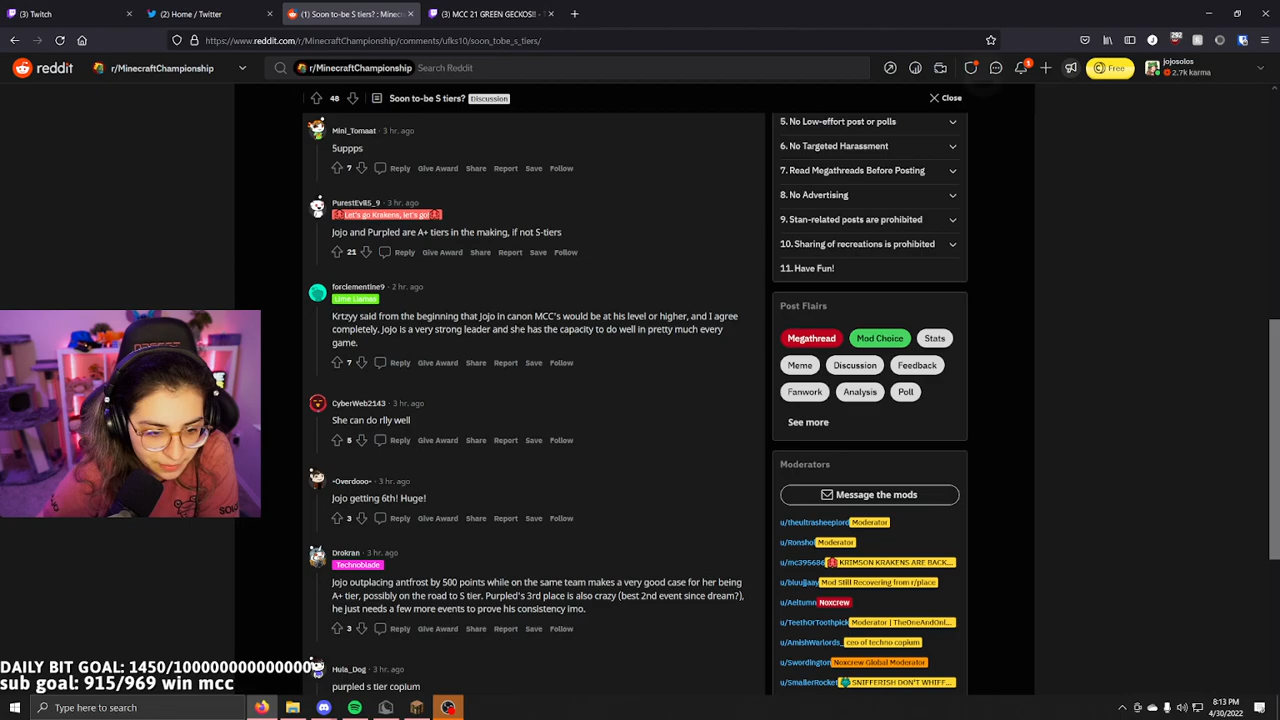 (3) Twitch
(2) Home / Twitter
(1) Soon to-be S tiers? : Minecr
(3) MCC 21 GREEN GECKOS!! - T
https://www.reddit.com/r/MinecraftChampionship/comments/ufks10/soon_tobe_s_tiers/
292
reddit
r/MinecraftChampionship
r/MinecraftChampionship
Search Reddit
1
Free
jojosolos
2.7k karma
48
Soon to-be S tiers?
Discussion
Close
Mini_Tomaat · 3 hr. ago
5uppps
7 Reply Give Award Share Report Save Follow
PurestEvil5_9 · 3 hr. ago
Let's go Krakens, let's go!
Jojo and Purpled are A+ tiers in the making, if not S-tiers
21 Reply Give Award Share Report Save Follow
forclementine9 · 2 hr. ago
Lime Llamas
Krtzyy said from the beginning that Jojo in canon MCC's would be at his level or higher, and I agree
completely. Jojo is a very strong leader and she has the capacity to do well in pretty much every
game.
7 Reply Give Award Share Report Save Follow
CyberWeb2143 · 3 hr. ago
She can do rlly well
5 Reply Give Award Share Report Save Follow
-Overdooo- · 3 hr. ago
Jojo getting 6th! Huge!
3 Reply Give Award Share Report Save Follow
Drokran · 3 hr. ago
Technoblade
Jojo outplacing antfrost by 500 points while on the same team makes a very good case for her being
A+ tier, possibly on the road to S tier. Purpled's 3rd place is also crazy (best 2nd event since dream?),
he just needs a few more events to prove his consistency imo.
3 Reply Give Award Share Report Save Follow
Hula_Dog · 3 hr. ago
purpled s tier copium
5. No Low-effort post or polls
6. No Targeted Harassment
7. Read Megathreads Before Posting
8. No Advertising
9. Stan-related posts are prohibited
10. Sharing of recreations is prohibited
11. Have Fun!
Post Flairs
Megathread Mod Choice Stats
Meme Discussion Feedback
Fanwork Analysis Poll
See more
Moderators
Message the mods
u/theultrasheeplord Moderator
u/Ronshol Moderator
u/mc395686 KRIMSON KRAKENS ARE BACK...
Mod Still Recovering from r/place
u/Aeltumn Noxcrew
u/TeethOrToothpick Moderator | TheOneAndOnl...
u/AmishWarlords_ ceo of techno copium
u/Swordington Noxcrew Global Moderator
u/SmallerRocket SNIFFERISH DON'T WHIFF...
DAILY BIT GOAL: 1450/10000000000000
sub goal: 915/969 win mcc
Type here to search
8:13 PM
4/30/2022